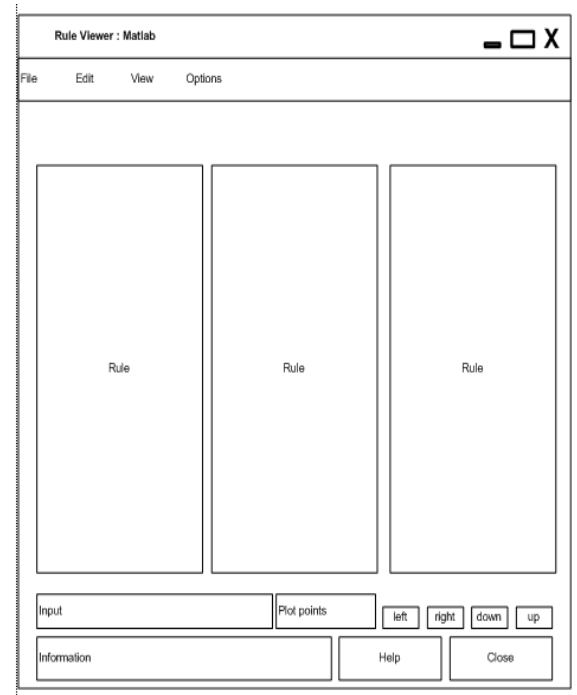 Rule Viewer : Matlab
X
File Edit View Options
Rule Rule Rule
Input Plot points left right down up
Information Help Close